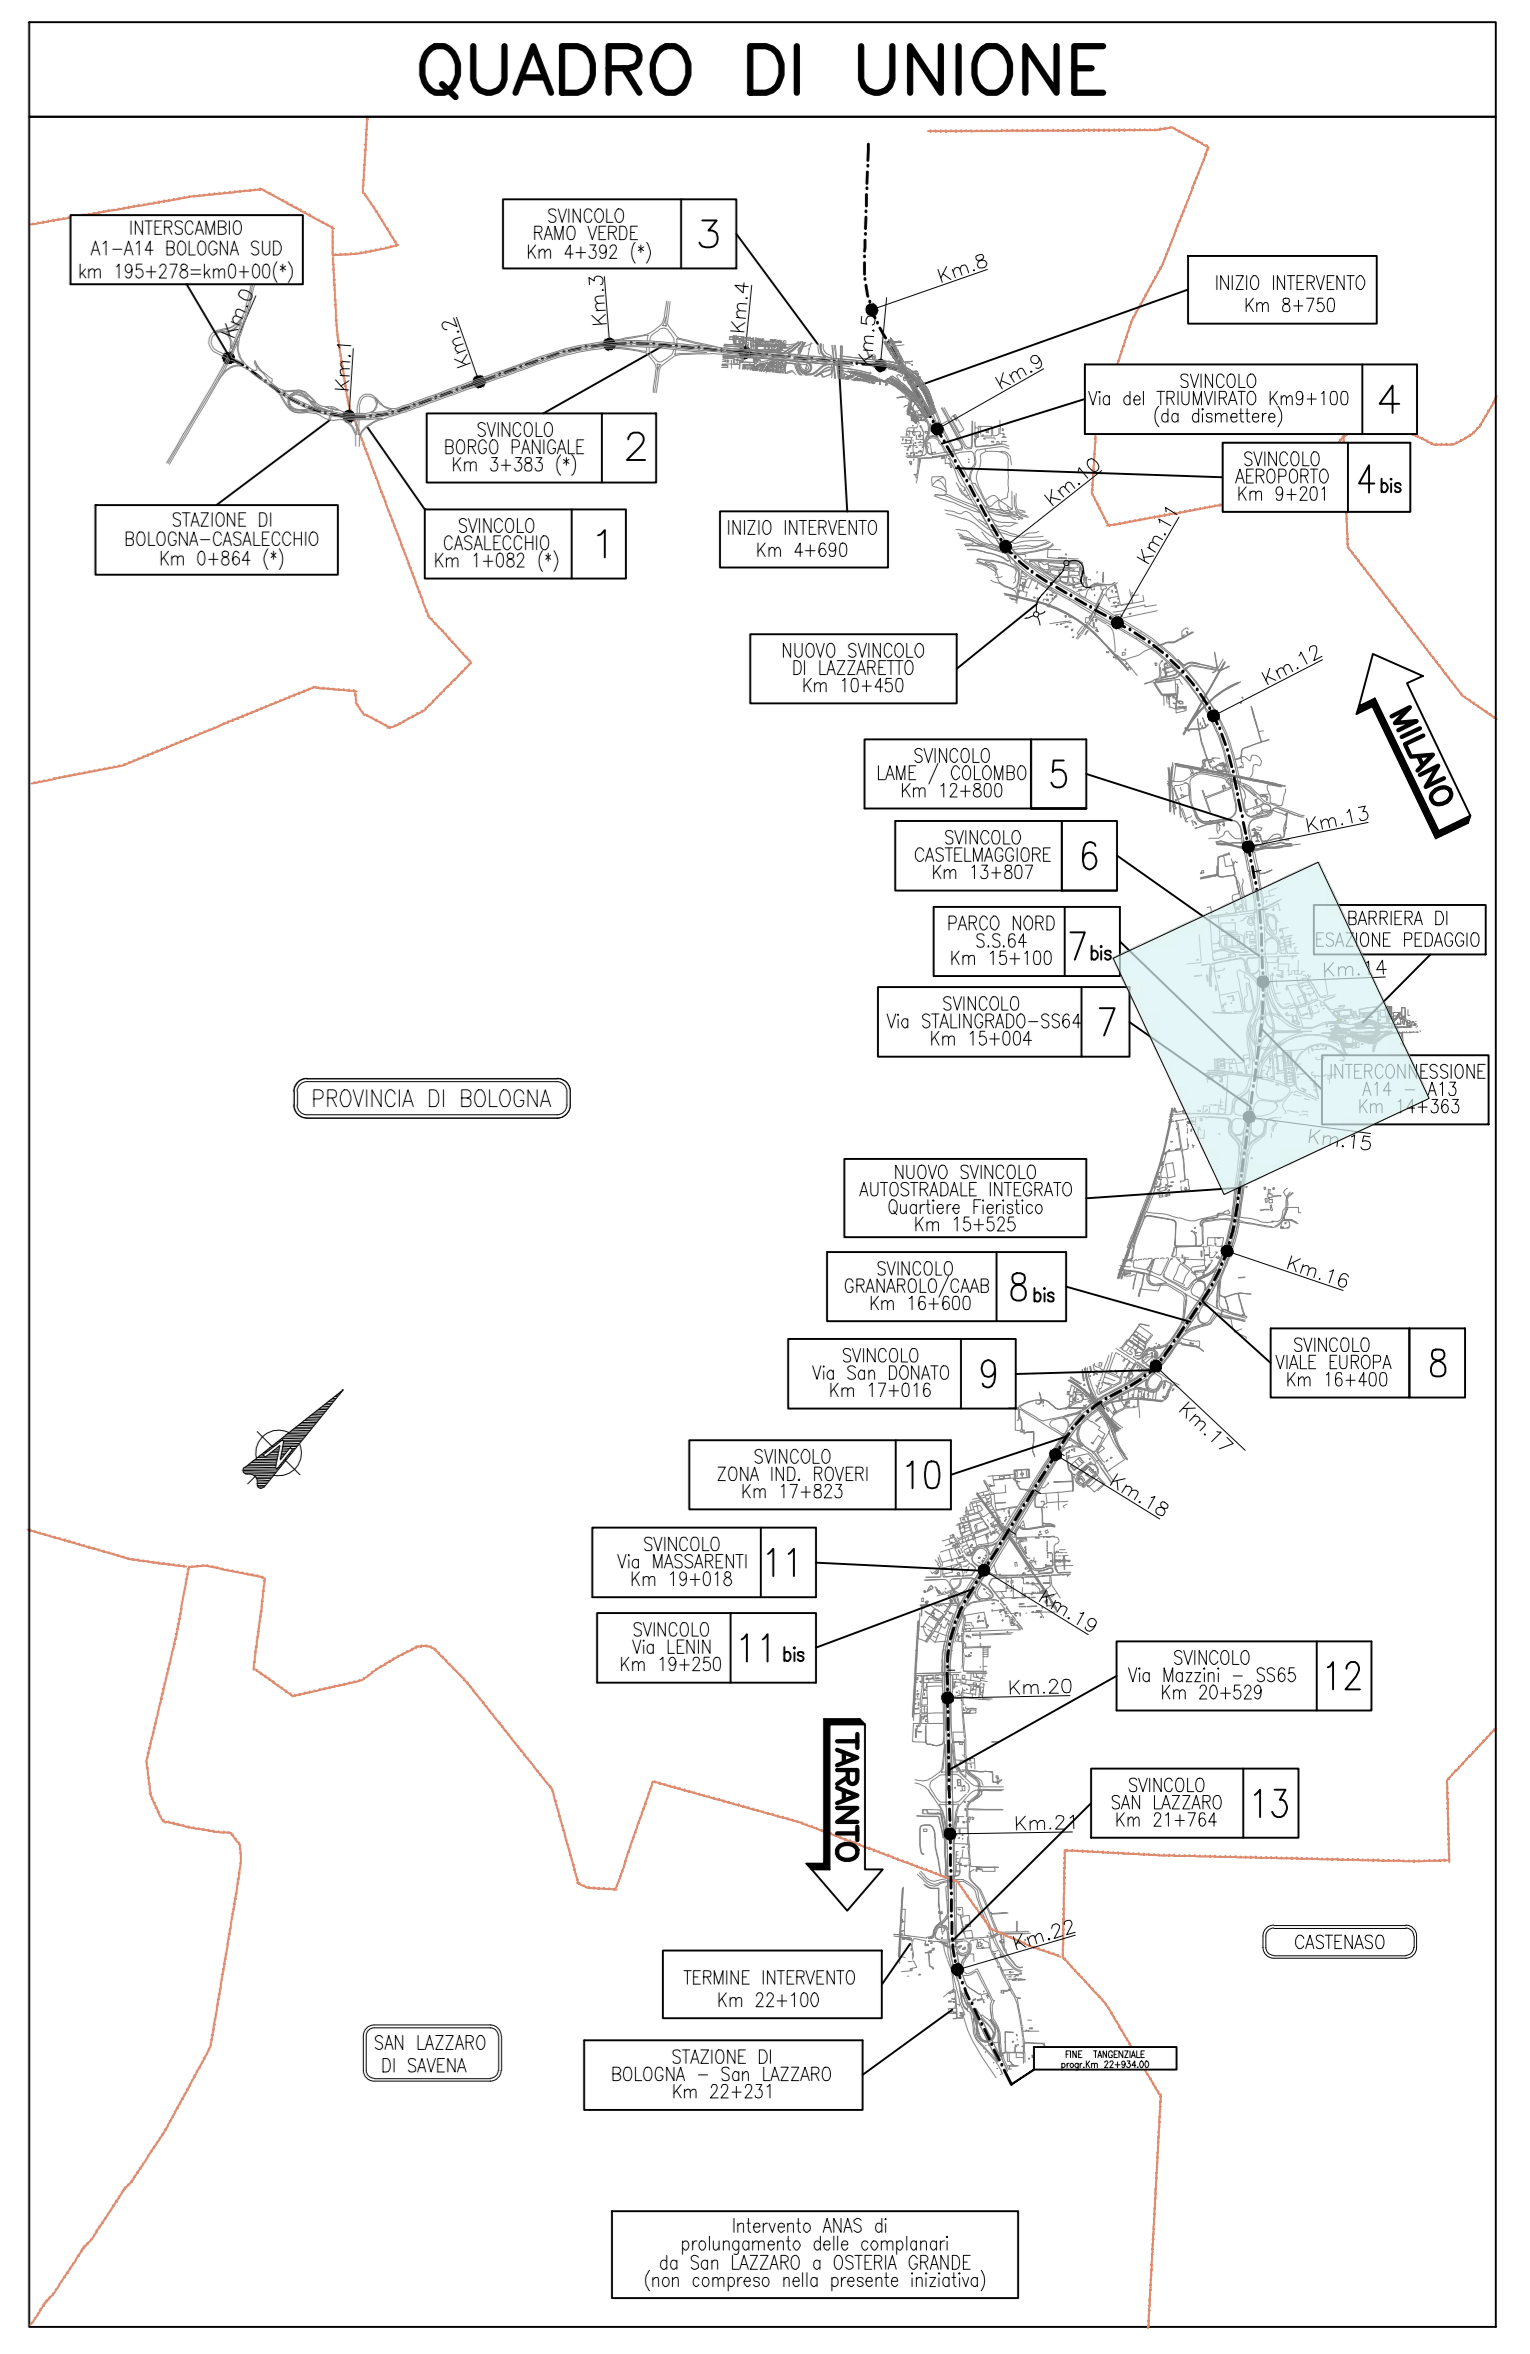 QUADRO DI UNIONE
INTERSCAMBIO
A1-A14 BOLOGNA SUD
km 195+278=km0+00(*)
SVINCOLO
RAMO VERDE
Km 4+392 (*)
3
INIZIO INTERVENTO
Km 8+750
Km.0
Km.1
Km.2
Km.3
Km.4
Km.5
Km.8
Km.9
SVINCOLO
Via del TRIUMVIRATO Km9+100
(da dismettere)
4
SVINCOLO
BORGO PANIGALE
Km 3+383 (*)
2
SVINCOLO
AEROPORTO
Km 9+201
4 bis
STAZIONE DI
BOLOGNA-CASALECCHIO
Km 0+864 (*)
SVINCOLO
CASALECCHIO
Km 1+082 (*)
1
INIZIO INTERVENTO
Km 4+690
Km.10
Km.11
NUOVO SVINCOLO
DI LAZZARETTO
Km 10+450
Km.12
MILANO
SVINCOLO
LAME / COLOMBO
Km 12+800
5
Km.13
SVINCOLO
CASTELMAGGIORE
Km 13+807
6
PARCO NORD
S.S.64
Km 15+100
7 bis
BARRIERA DI
ESAZIONE PEDAGGIO
Km.14
SVINCOLO
Via STALINGRADO-SS64
Km 15+004
7
INTERCONNESSIONE
A14 - A13
Km 14+363
PROVINCIA DI BOLOGNA
Km.15
NUOVO SVINCOLO
AUTOSTRADALE INTEGRATO
Quartiere Fieristico
Km 15+525
Km.16
SVINCOLO
GRANAROLO/CAAB
Km 16+600
8 bis
SVINCOLO
VIALE EUROPA
Km 16+400
8
SVINCOLO
Via San DONATO
Km 17+016
9
Km.17
SVINCOLO
ZONA IND. ROVERI
Km 17+823
10
Km.18
SVINCOLO
Via MASSARENTI
Km 19+018
11
Km.19
SVINCOLO
Via LENIN
Km 19+250
11 bis
SVINCOLO
Via Mazzini - SS65
Km 20+529
12
Km.20
TARANTO
SVINCOLO
SAN LAZZARO
Km 21+764
13
Km.21
Km.22
CASTENASO
TERMINE INTERVENTO
Km 22+100
SAN LAZZARO
DI SAVENA
STAZIONE DI
BOLOGNA - San LAZZARO
Km 22+231
FINE TANGENZIALE
progr.Km 22+934.00
Intervento ANAS di
prolungamento delle complanari
da San LAZZARO a OSTERIA GRANDE
(non compreso nella presente iniziativa)